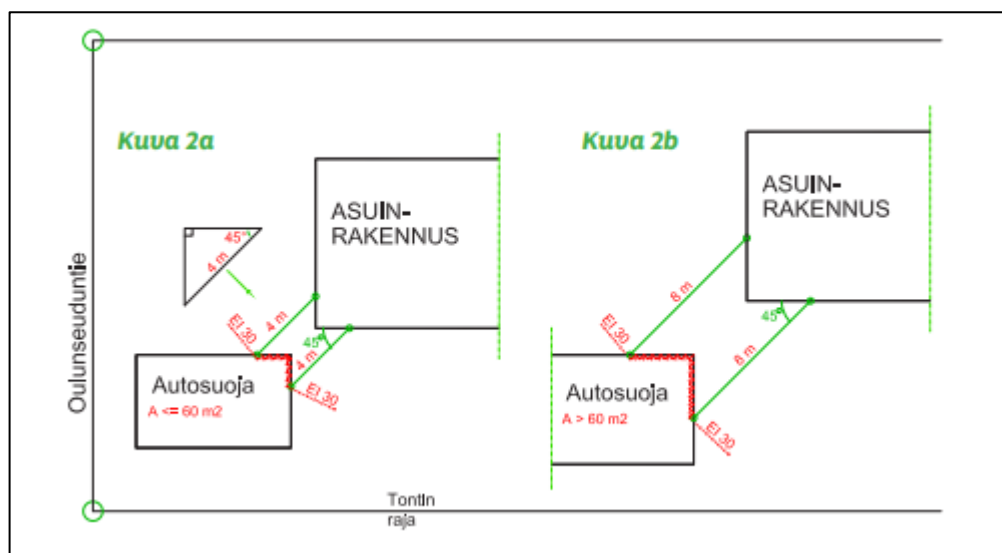 Kuva 2a
ASUIN-
RAKENNUS
45°
4 m
EI 30
4 m
45°
4 m
EI 30
Autosuoja
A <= 60 m2
Oulunseuduntie
Kuva 2b
ASUIN-
RAKENNUS
8 m
45°
8 m
EI 30
Autosuoja
A > 60 m2
EI 30
Tontin
raja